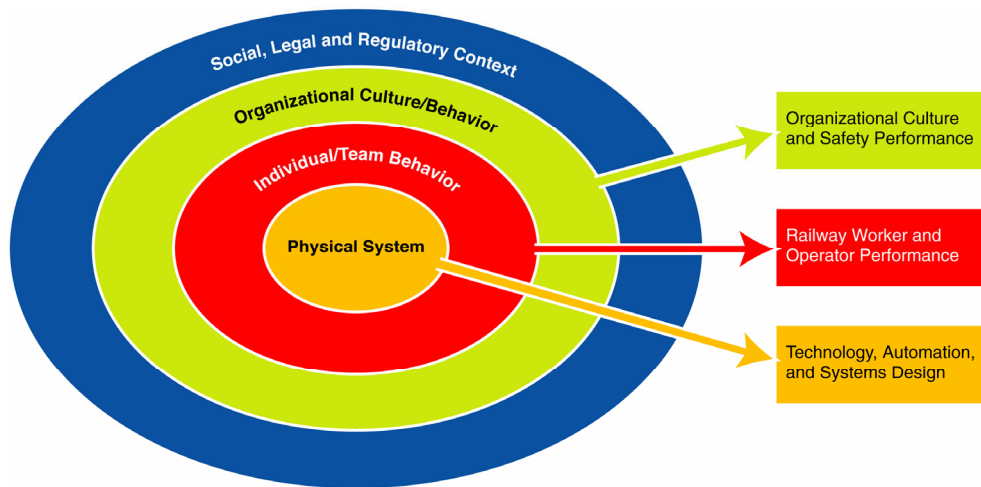 Social, Legal and Regulatory Context
Organizational Culture/Behavior
Individual/Team Behavior
Physical System
Organizational Culture
and Safety Performance
Railway Worker and
Operator Performance
Technology, Automation,
and Systems Design